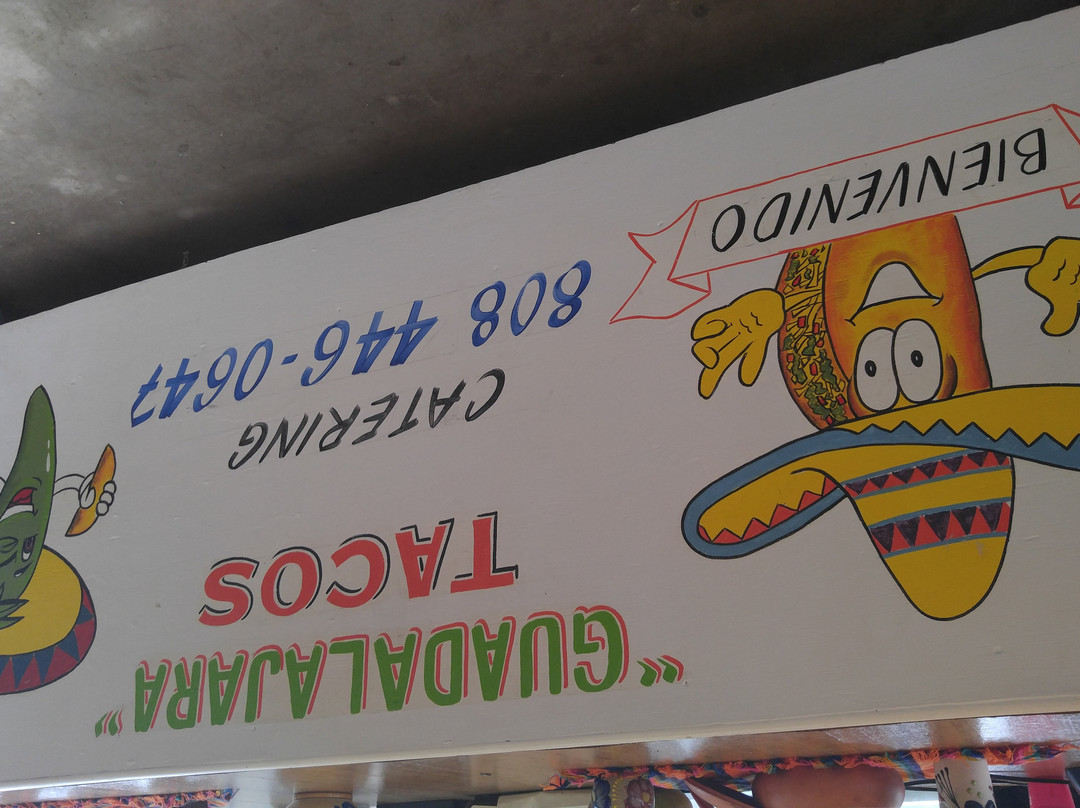 "GUADALAJARA"
TACOS
CATERING
808 446-0647
BIENVENIDO